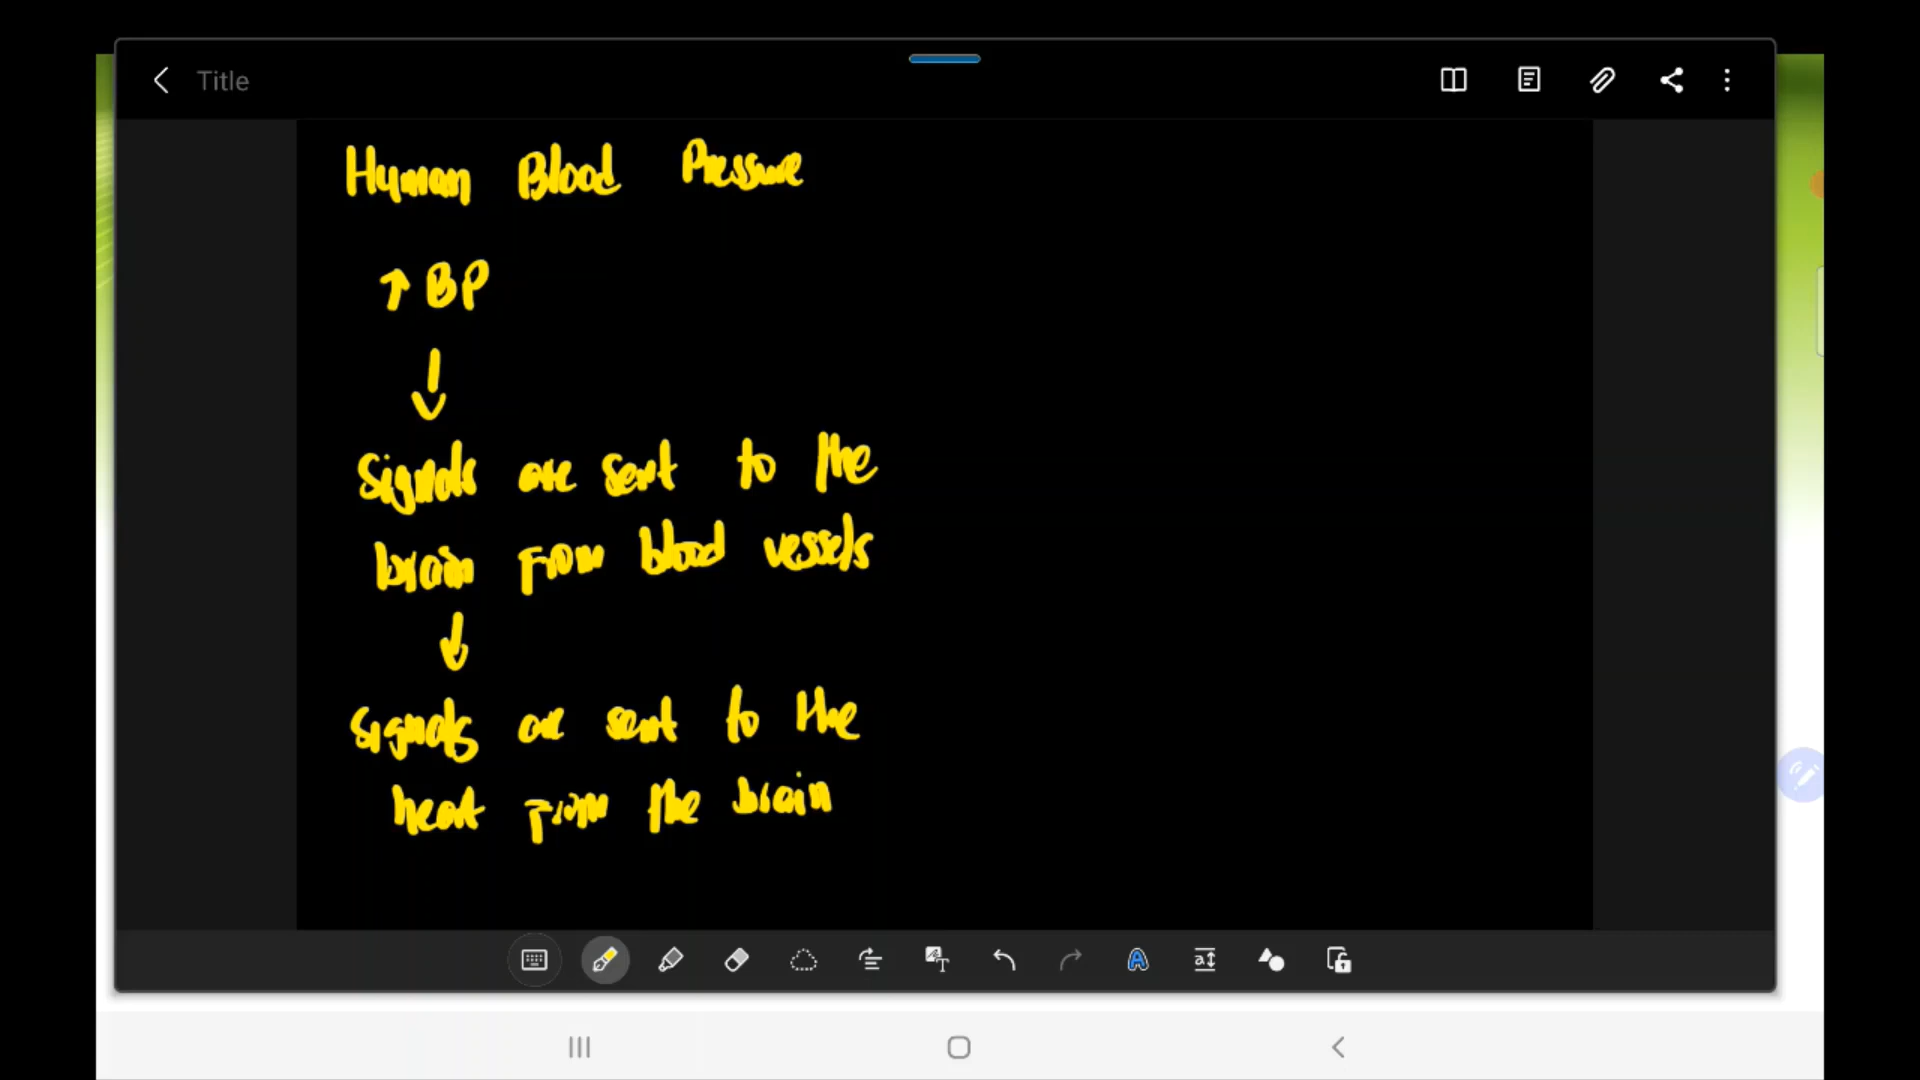 Title
Human Blood Pressure
↑ BP
↓
Signals are sent to the
brain from blood vessels
↓
Signals are sent to the
heart from the brain